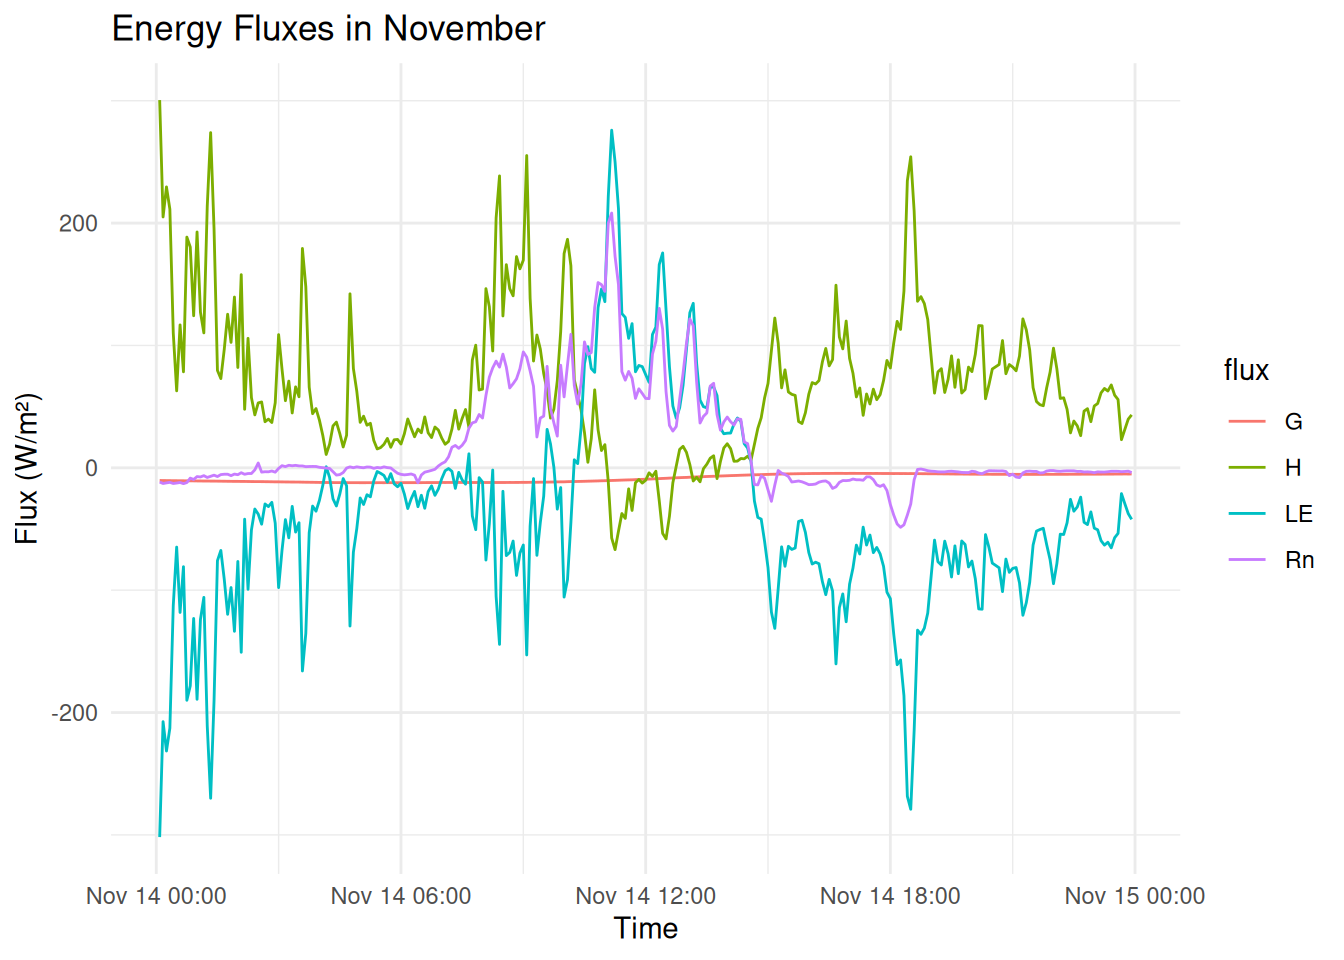 Energy Fluxes in November
Flux (W/m²)
200
0
-200
Nov 14 00:00
Nov 14 06:00
Nov 14 12:00
Nov 14 18:00
Nov 15 00:00
Time
flux
G
H
LE
Rn